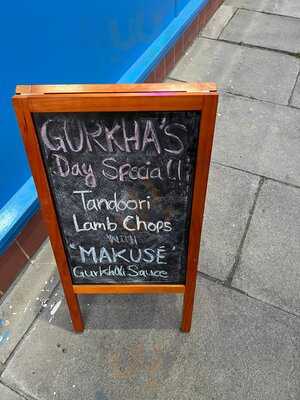 GURKHA'S
Day Special!!
Tandoori
Lamb Chops
WITH
'MAKUSÉ'
Gurkhali Sauce